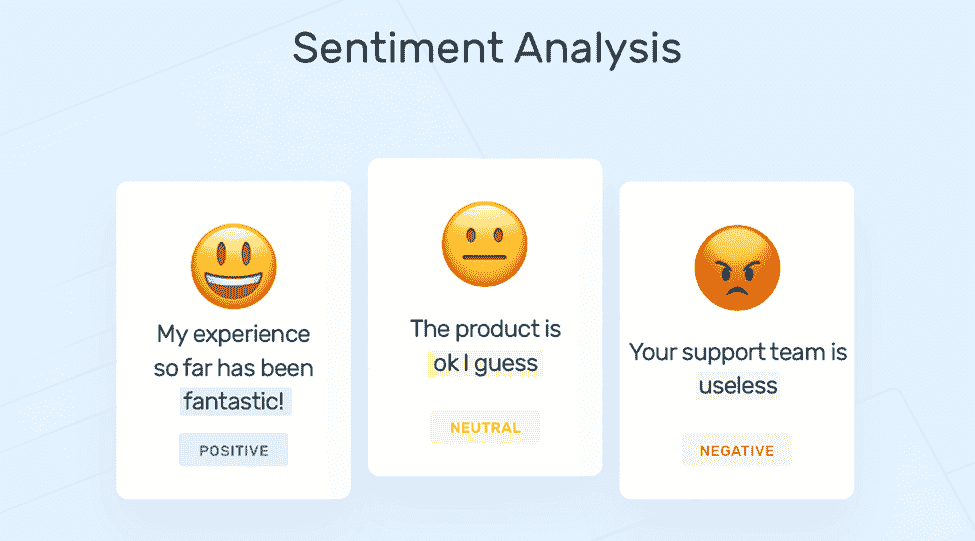 Sentiment Analysis
My experience
so far has been
fantastic!
POSITIVE
The product is
ok I guess
NEUTRAL
Your support team is
useless
NEGATIVE